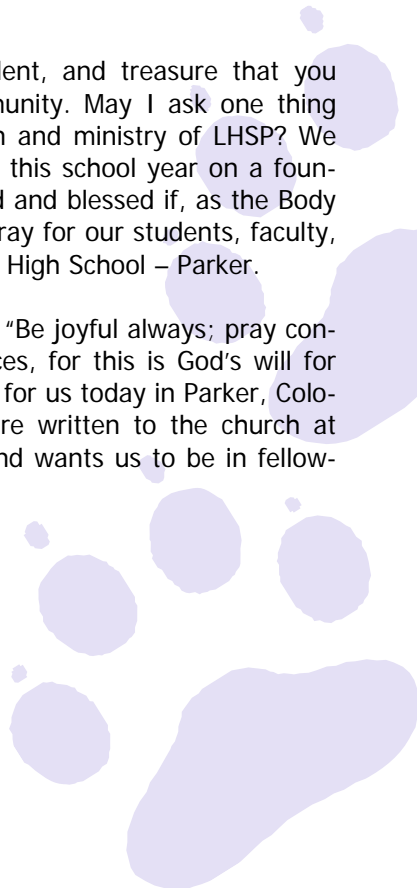 lent, and treasure that you
munity. May I ask one thing
n and ministry of LHSP? We
this school year on a foun-
d and blessed if, as the Body
ray for our students, faculty,
High School – Parker.
"Be joyful always; pray con-
ces, for this is God's will for
for us today in Parker, Colo-
re written to the church at
nd wants us to be in fellow-